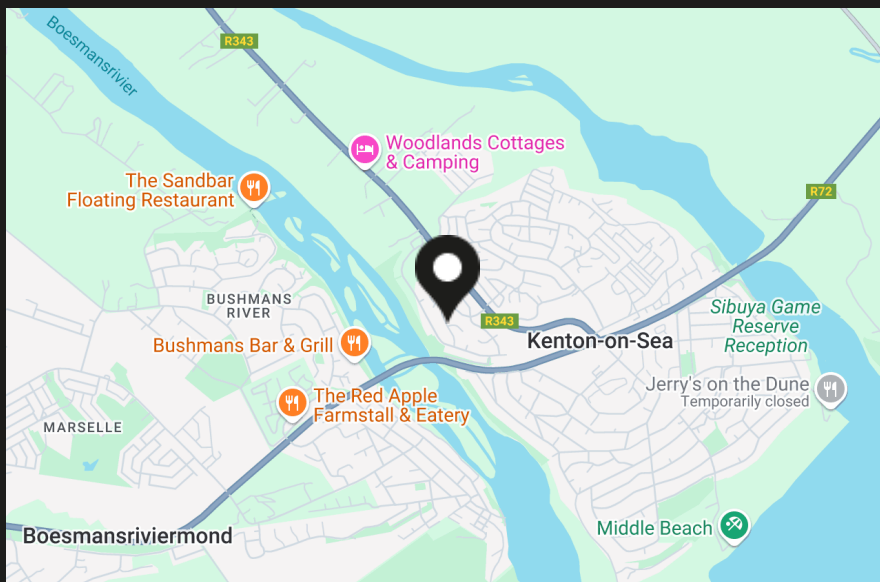 Boesmansrivier
R343
Woodlands Cottages
& Camping
The Sandbar
Floating Restaurant
R72
BUSHMANS
RIVER
R343
Sibuya Game
Reserve
Reception
Bushmans Bar & Grill
Kenton-on-Sea
Jerry's on the Dune
Temporarily closed
The Red Apple
Farmstall & Eatery
MARSELLE
Middle Beach
Boesmansriviermond